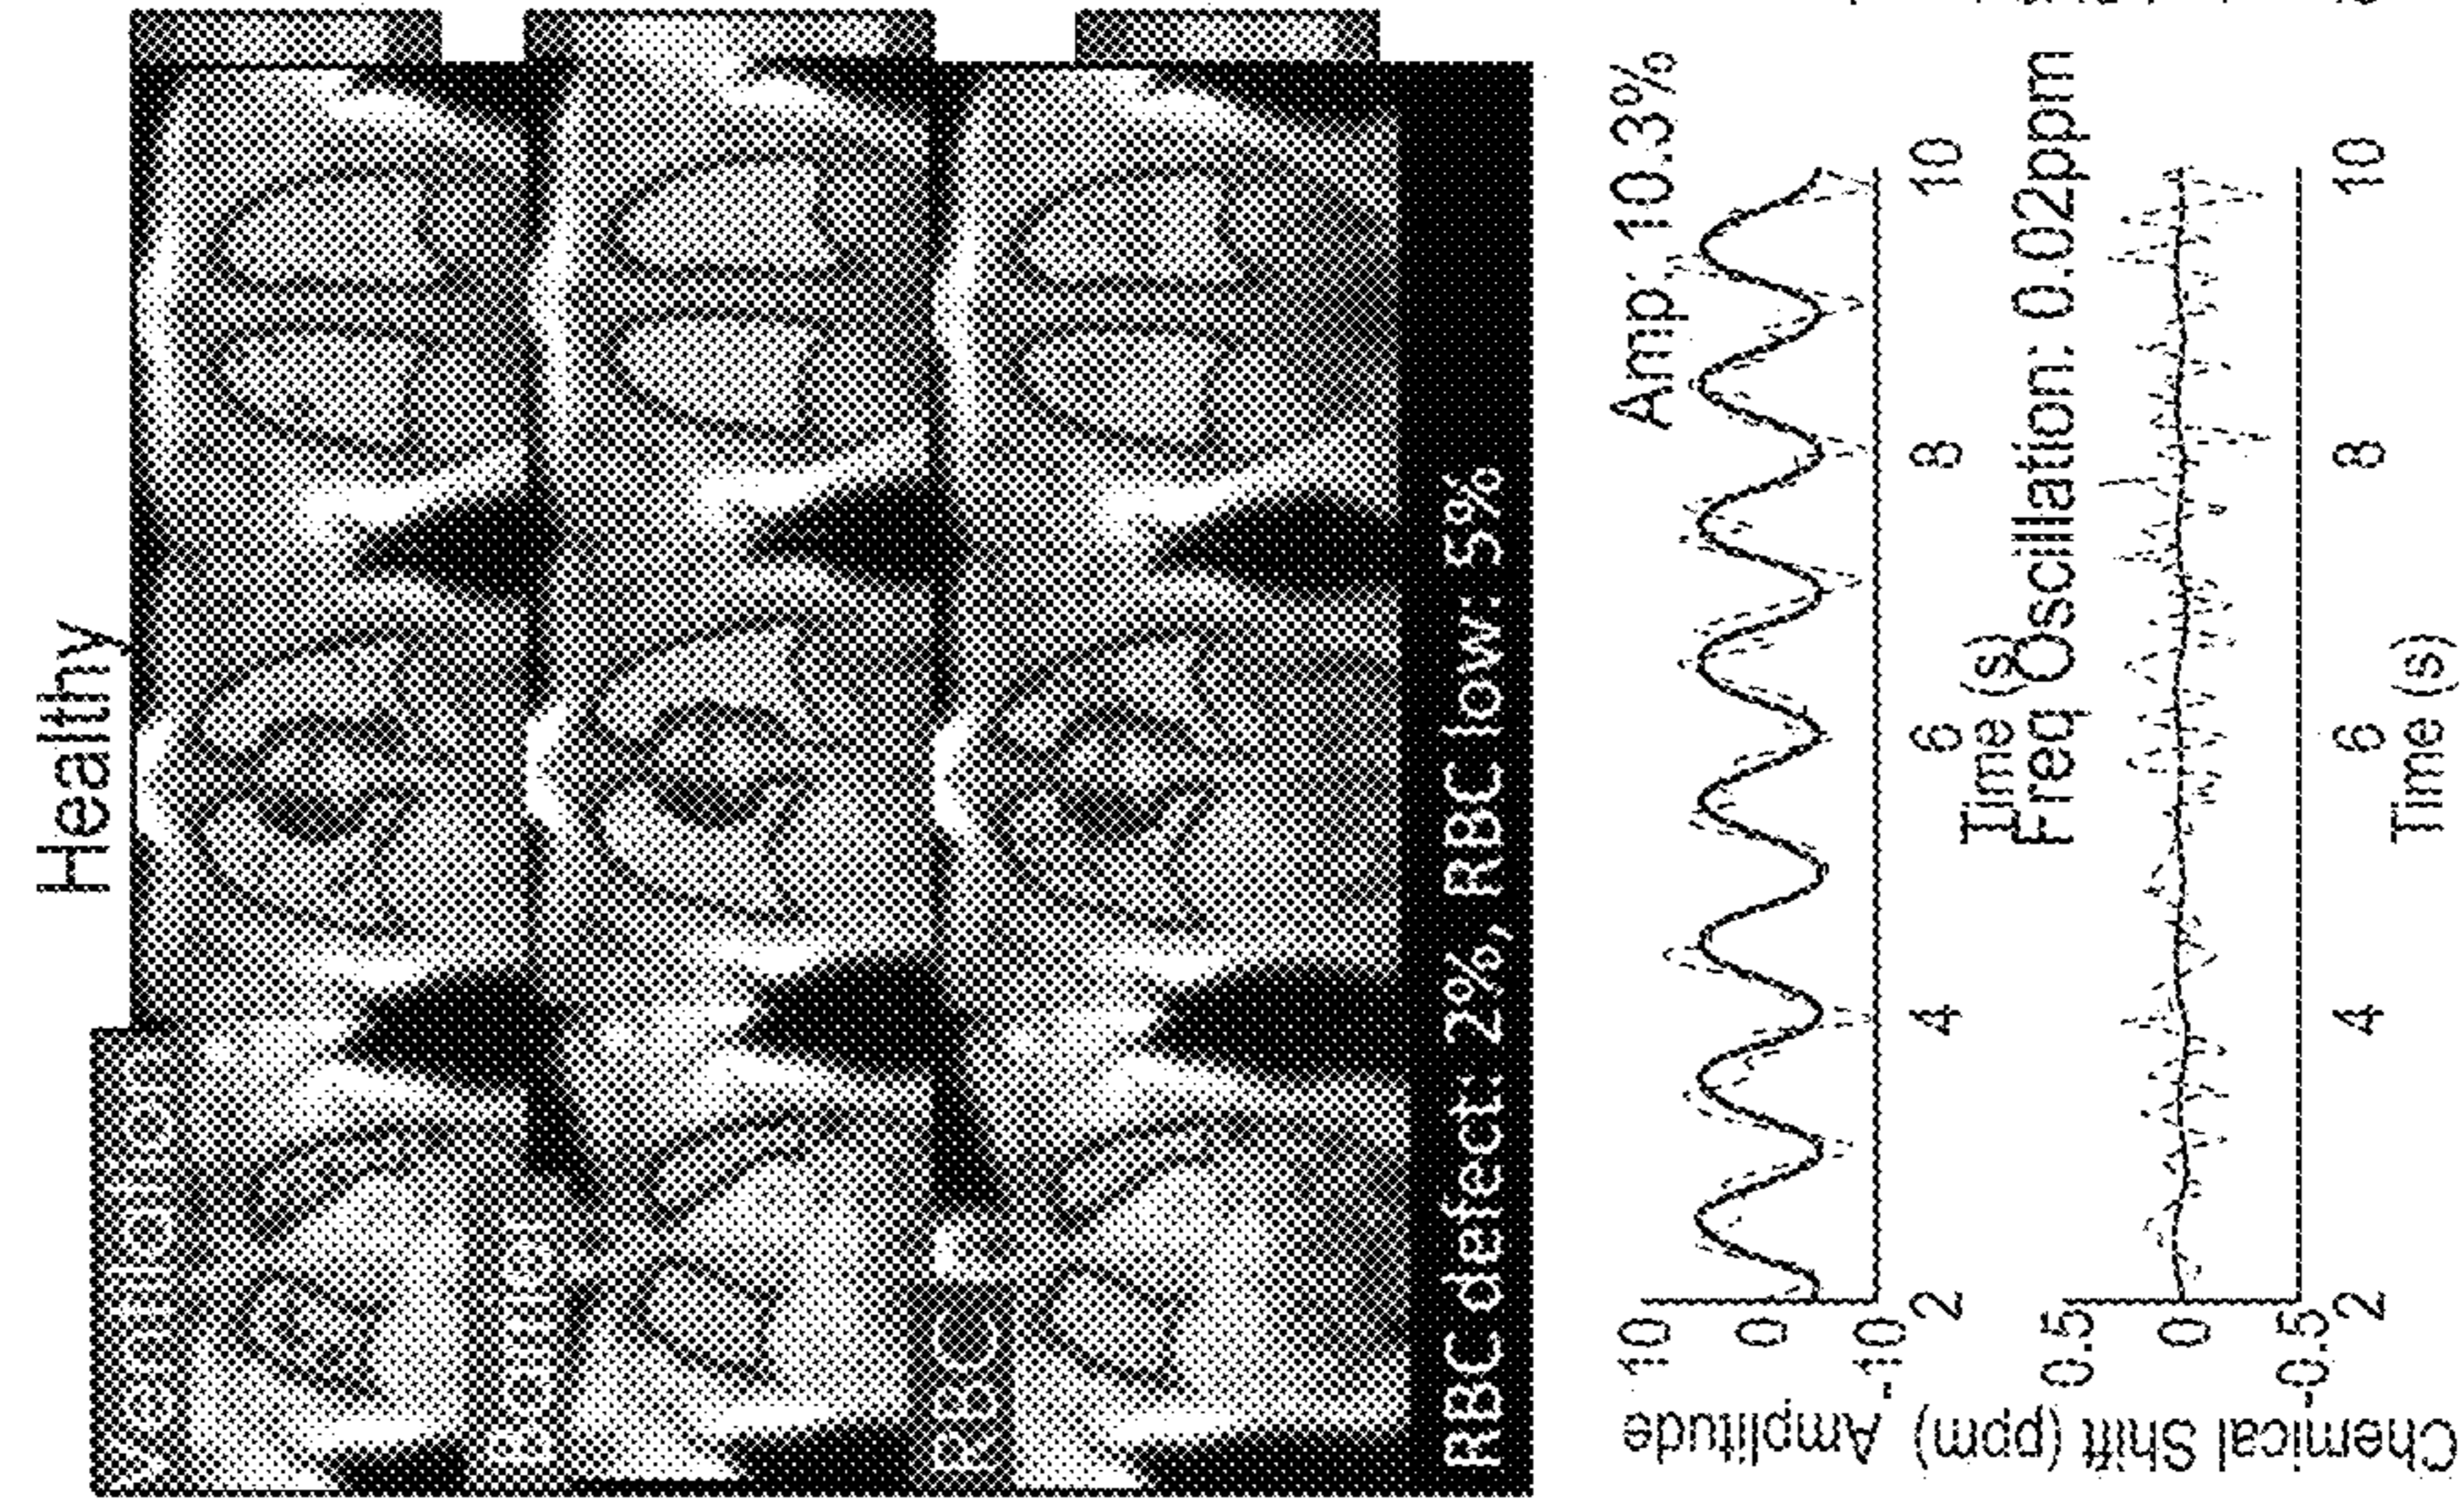 Healthy
Ventilation
Barrier
RBC
RBC defect: 2%, RBC low: 5%
Amp: 10.3%
Amplitude
10
0
-10
2
4
6
8
10
Time (s)
Freq Oscillation: 0.02ppm
Chemical Shift (ppm)
0.5
0
-0.5
2
4
6
8
10
Time (s)